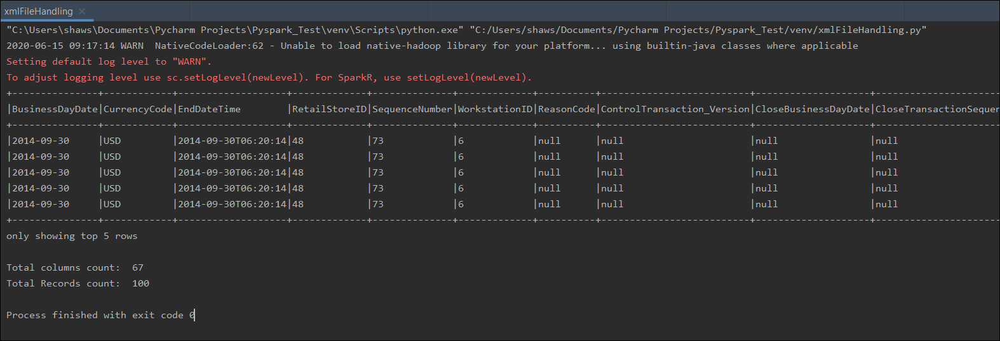 xmlFileHandling ×
"C:\Users\shaws\Documents\Pycharm Projects\Pyspark_Test\venv\Scripts\python.exe" "C:/Users/shaws/Documents/Pycharm Projects/Pyspark_Test/venv/xmlFileHandling.py"
2020-06-15 09:17:14 WARN  NativeCodeLoader:62 - Unable to load native-hadoop library for your platform... using builtin-java classes where applicable
Setting default log level to "WARN".
To adjust logging level use sc.setLogLevel(newLevel). For SparkR, use setLogLevel(newLevel).
+---------------+------------+-------------------+-------------+--------------+-------------+----------+--------------------------+--------------------+----------------------
|BusinessDayDate|CurrencyCode|EndDateTime        |RetailStoreID|SequenceNumber|WorkstationID|ReasonCode|ControlTransaction_Version|CloseBusinessDayDate|CloseTransactionSequen
+---------------+------------+-------------------+-------------+--------------+-------------+----------+--------------------------+--------------------+----------------------
|2014-09-30     |USD         |2014-09-30T06:20:14|48           |73            |6            |null      |null                      |null                |null
|2014-09-30     |USD         |2014-09-30T06:20:14|48           |73            |6            |null      |null                      |null                |null
|2014-09-30     |USD         |2014-09-30T06:20:14|48           |73            |6            |null      |null                      |null                |null
|2014-09-30     |USD         |2014-09-30T06:20:14|48           |73            |6            |null      |null                      |null                |null
|2014-09-30     |USD         |2014-09-30T06:20:14|48           |73            |6            |null      |null                      |null                |null
+---------------+------------+-------------------+-------------+--------------+-------------+----------+--------------------------+--------------------+----------------------
only showing top 5 rows
Total columns count:  67
Total Records count:  100
Process finished with exit code 0